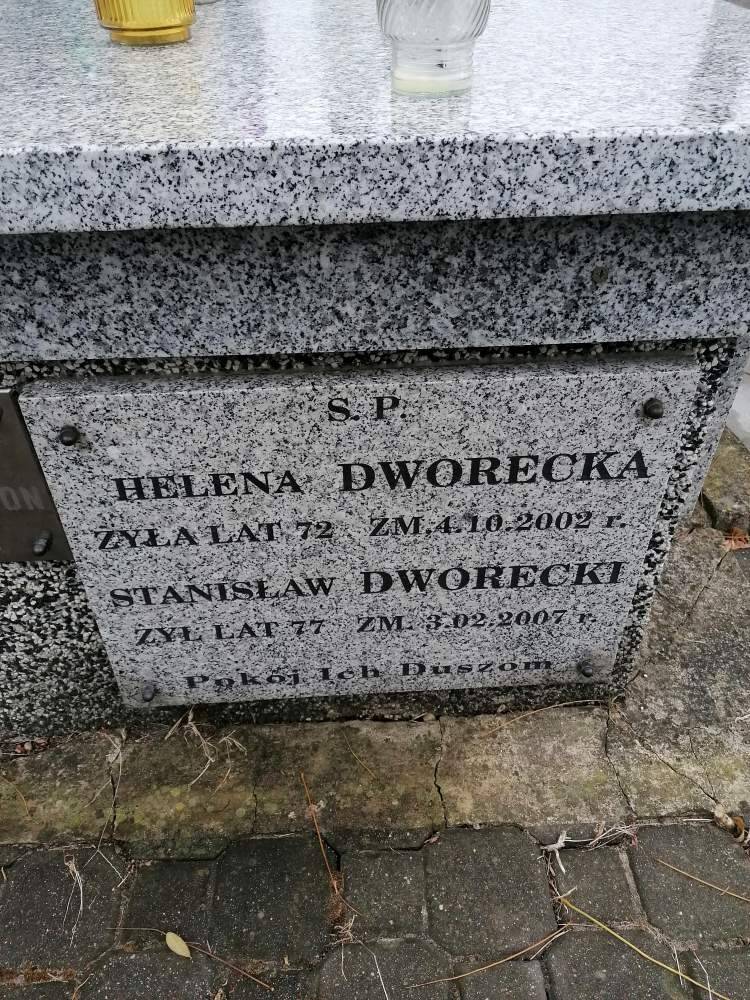 S. P.
HELENA DWORECKA
ŻYŁA LAT 72 ZM.4.10.2002 r.
STANISŁAW DWORECKI
ŻYŁ LAT 77 ZM. 3.02.2007 r.
Pokój Ich Duszom